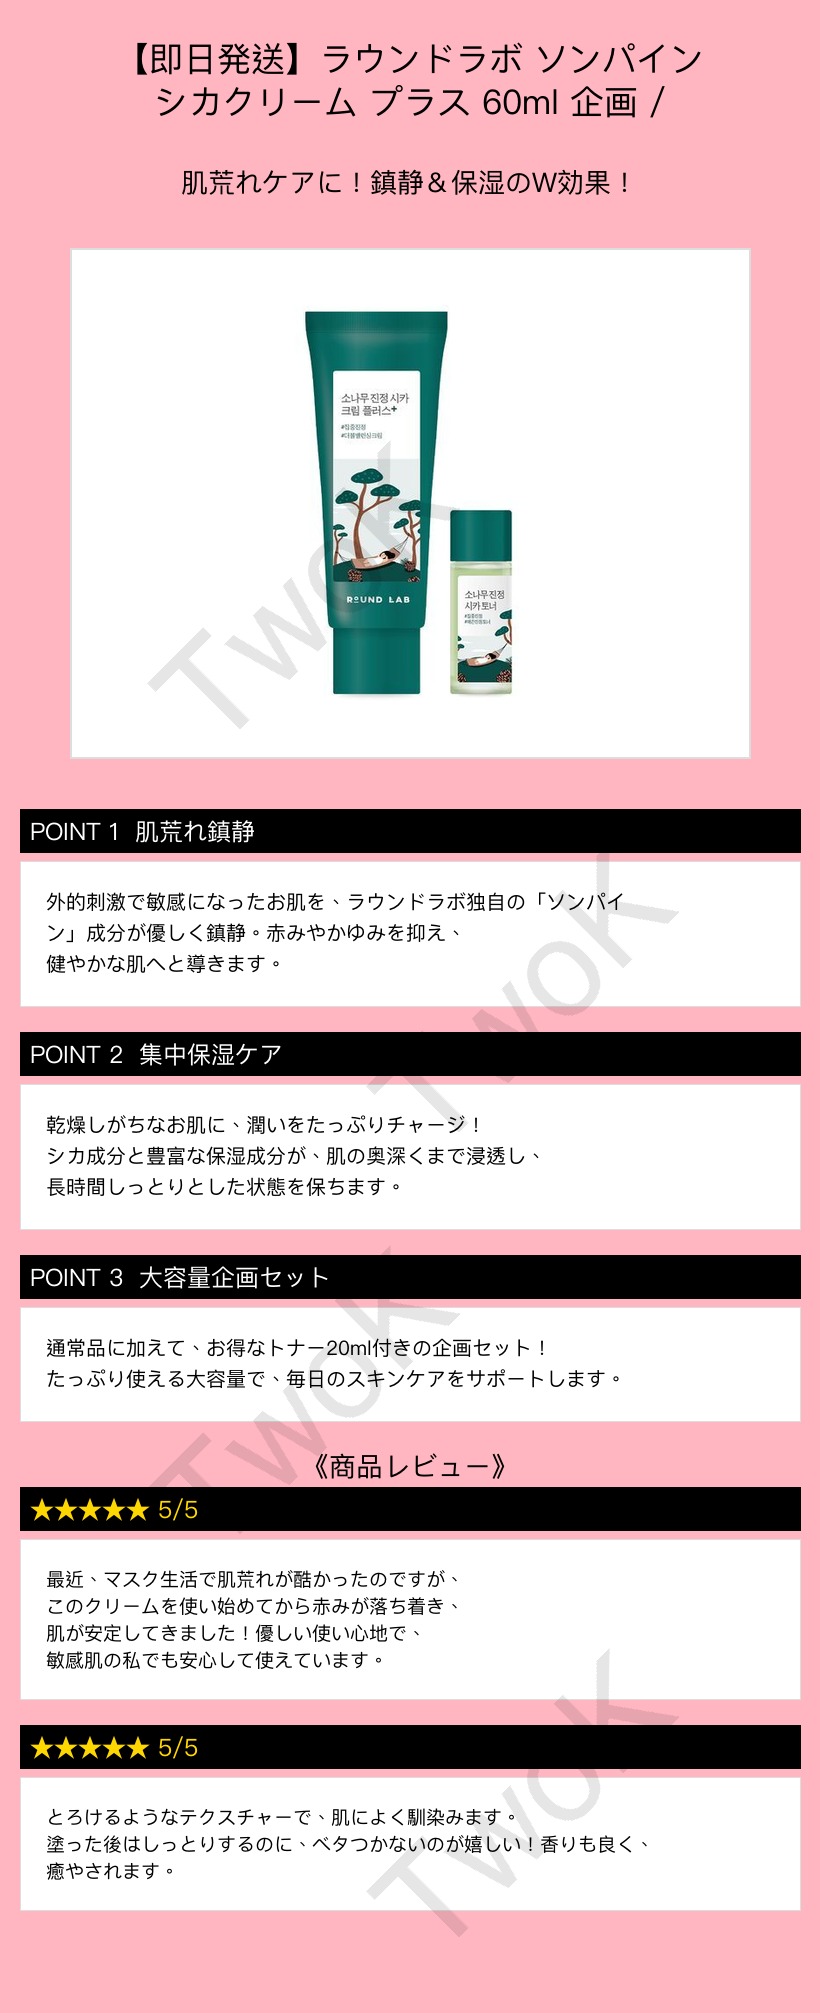 【即日発送】ラウンドラボ ソンパイン
シカクリーム プラス 60ml 企画 /
肌荒れケアに！鎮静＆保湿のW効果！
소나무 진정 시카
크림 플러스+
#집중진정
#더블밸런싱크림
ROUND LAB
소나무 진정
시카 토너
#집중진정
TwoK
POINT 1 肌荒れ鎮静
外的刺激で敏感になったお肌を、ラウンドラボ独自の「ソンパイ
ン」成分が優しく鎮静。赤みやかゆみを抑え、
健やかな肌へと導きます。
TwoK
POINT 2 集中保湿ケア
乾燥しがちなお肌に、潤いをたっぷりチャージ！
シカ成分と豊富な保湿成分が、肌の奥深くまで浸透し、
長時間しっとりとした状態を保ちます。
POINT 3 大容量企画セット
通常品に加えて、お得なトナー20ml付きの企画セット！
たっぷり使える大容量で、毎日のスキンケアをサポートします。
TwoK
《商品レビュー》
★★★★★ 5/5
最近、マスク生活で肌荒れが酷かったのですが、
このクリームを使い始めてから赤みが落ち着き、
肌が安定してきました！優しい使い心地で、
敏感肌の私でも安心して使えています。
★★★★★ 5/5
とろけるようなテクスチャーで、肌によく馴染みます。
塗った後はしっとりするのに、ベタつかないのが嬉しい！香りも良く、
癒やされます。
TwoK